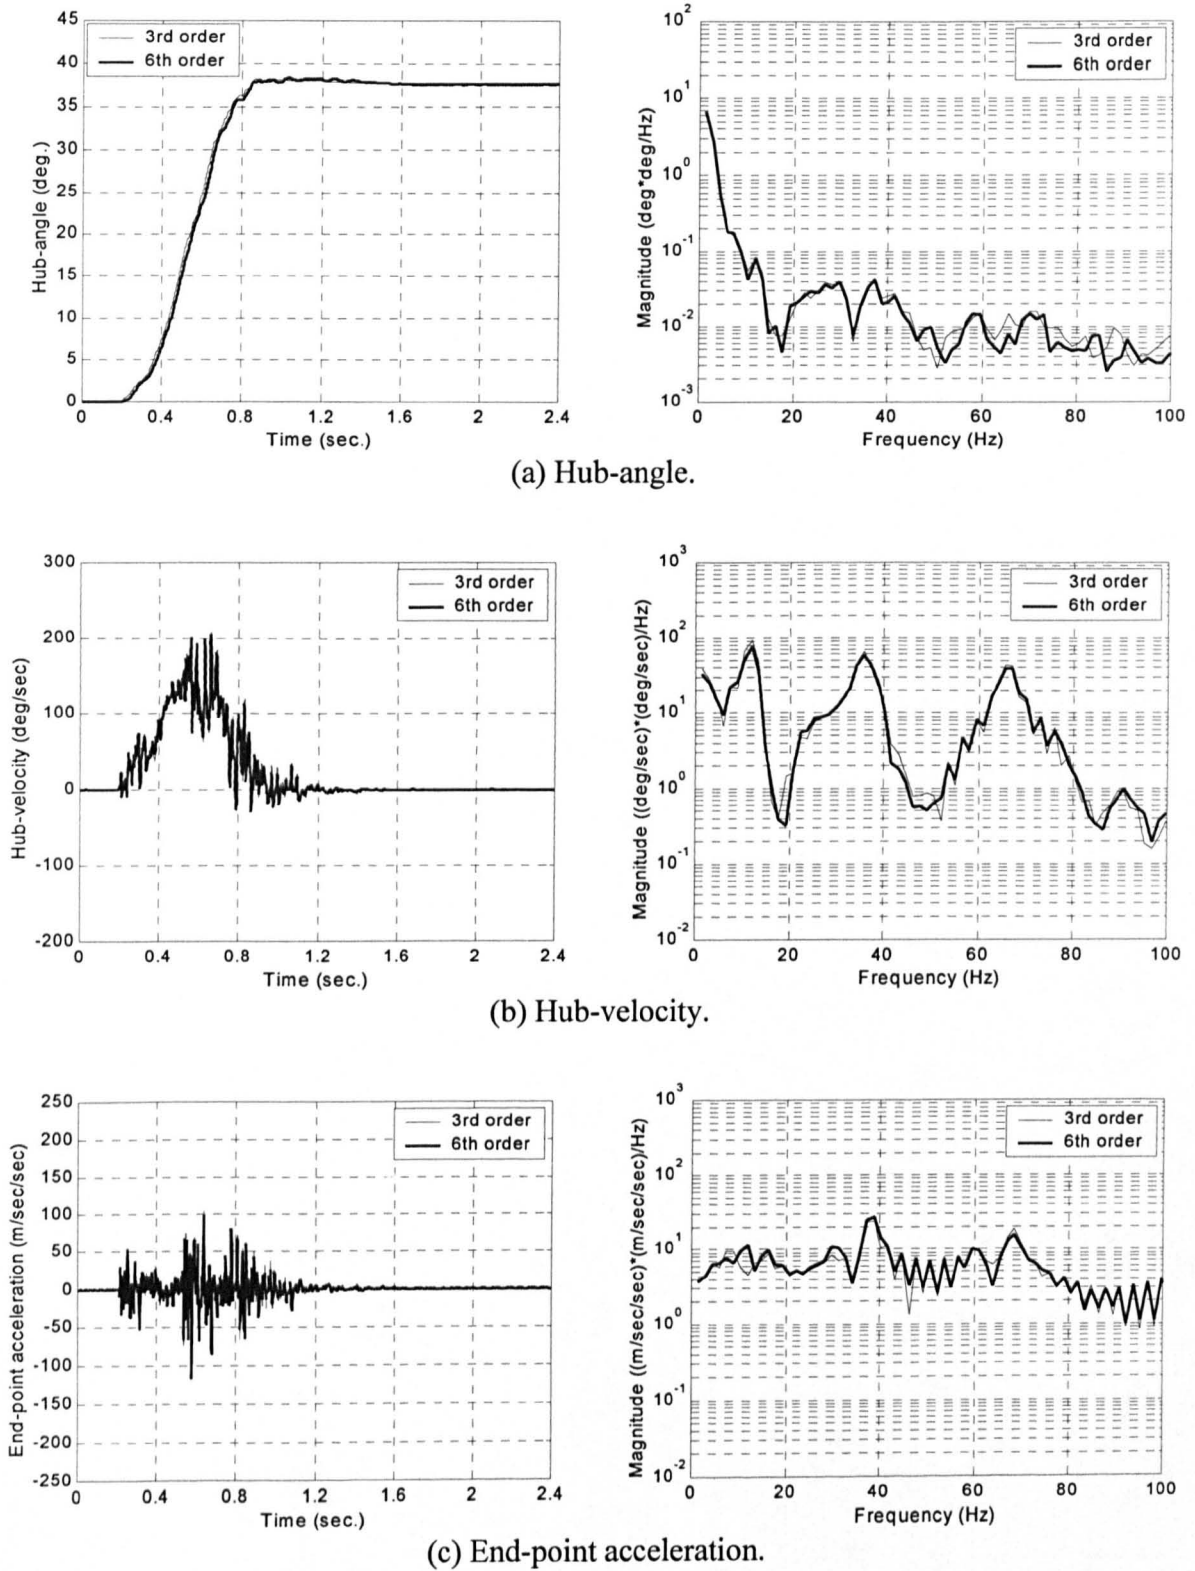 45
40
35
30
25
20
15
10
5
0
Hub-angle (deg.)
3rd order
6th order
0 0.4 0.8 1.2 1.6 2 2.4
Time (sec.)
10^2
10^1
10^0
10^-1
10^-2
10^-3
Magnitude (deg*deg/Hz)
3rd order
6th order
0 20 40 60 80 100
Frequency (Hz)
(a) Hub-angle.
300
200
100
0
-100
-200
Hub-velocity (deg/sec)
3rd order
6th order
0 0.4 0.8 1.2 1.6 2 2.4
Time (sec.)
10^3
10^2
10^1
10^0
10^-1
10^-2
Magnitude ((deg/sec)*(deg/sec)/Hz)
3rd order
6th order
0 20 40 60 80 100
Frequency (Hz)
(b) Hub-velocity.
250
200
150
100
50
0
-50
-100
-150
-200
-250
End-point acceleration (m/sec/sec)
3rd order
6th order
0 0.4 0.8 1.2 1.6 2 2.4
Time (sec.)
10^3
10^2
10^1
10^0
10^-1
10^-2
Magnitude ((m/sec/sec)*(m/sec/sec)/Hz)
3rd order
6th order
0 20 40 60 80 100
Frequency (Hz)
(c) End-point acceleration.